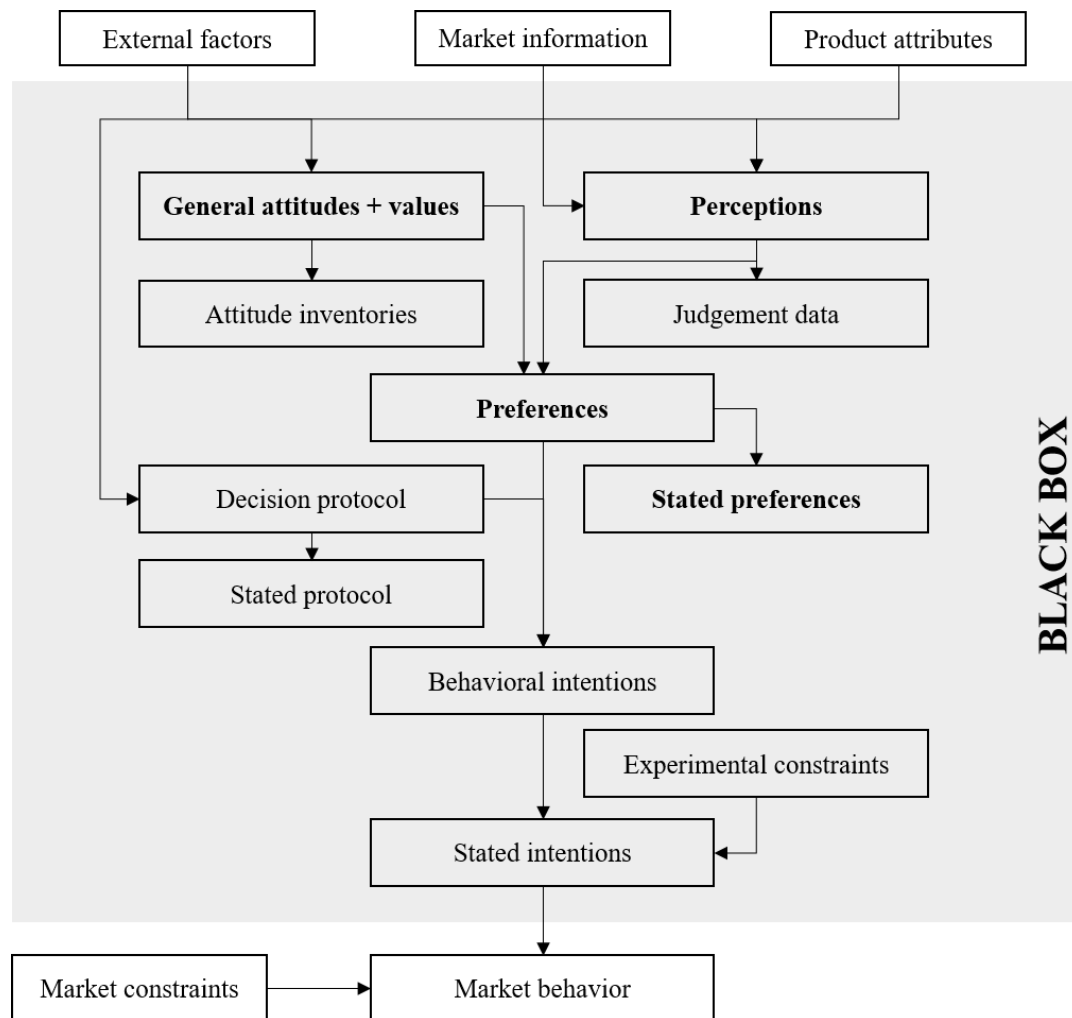 External factors
Market information
Product attributes
General attitudes + values
Perceptions
Attitude inventories
Judgement data
Preferences
Decision protocol
Stated preferences
Stated protocol
BLACK BOX
Behavioral intentions
Experimental constraints
Stated intentions
Market constraints
Market behavior